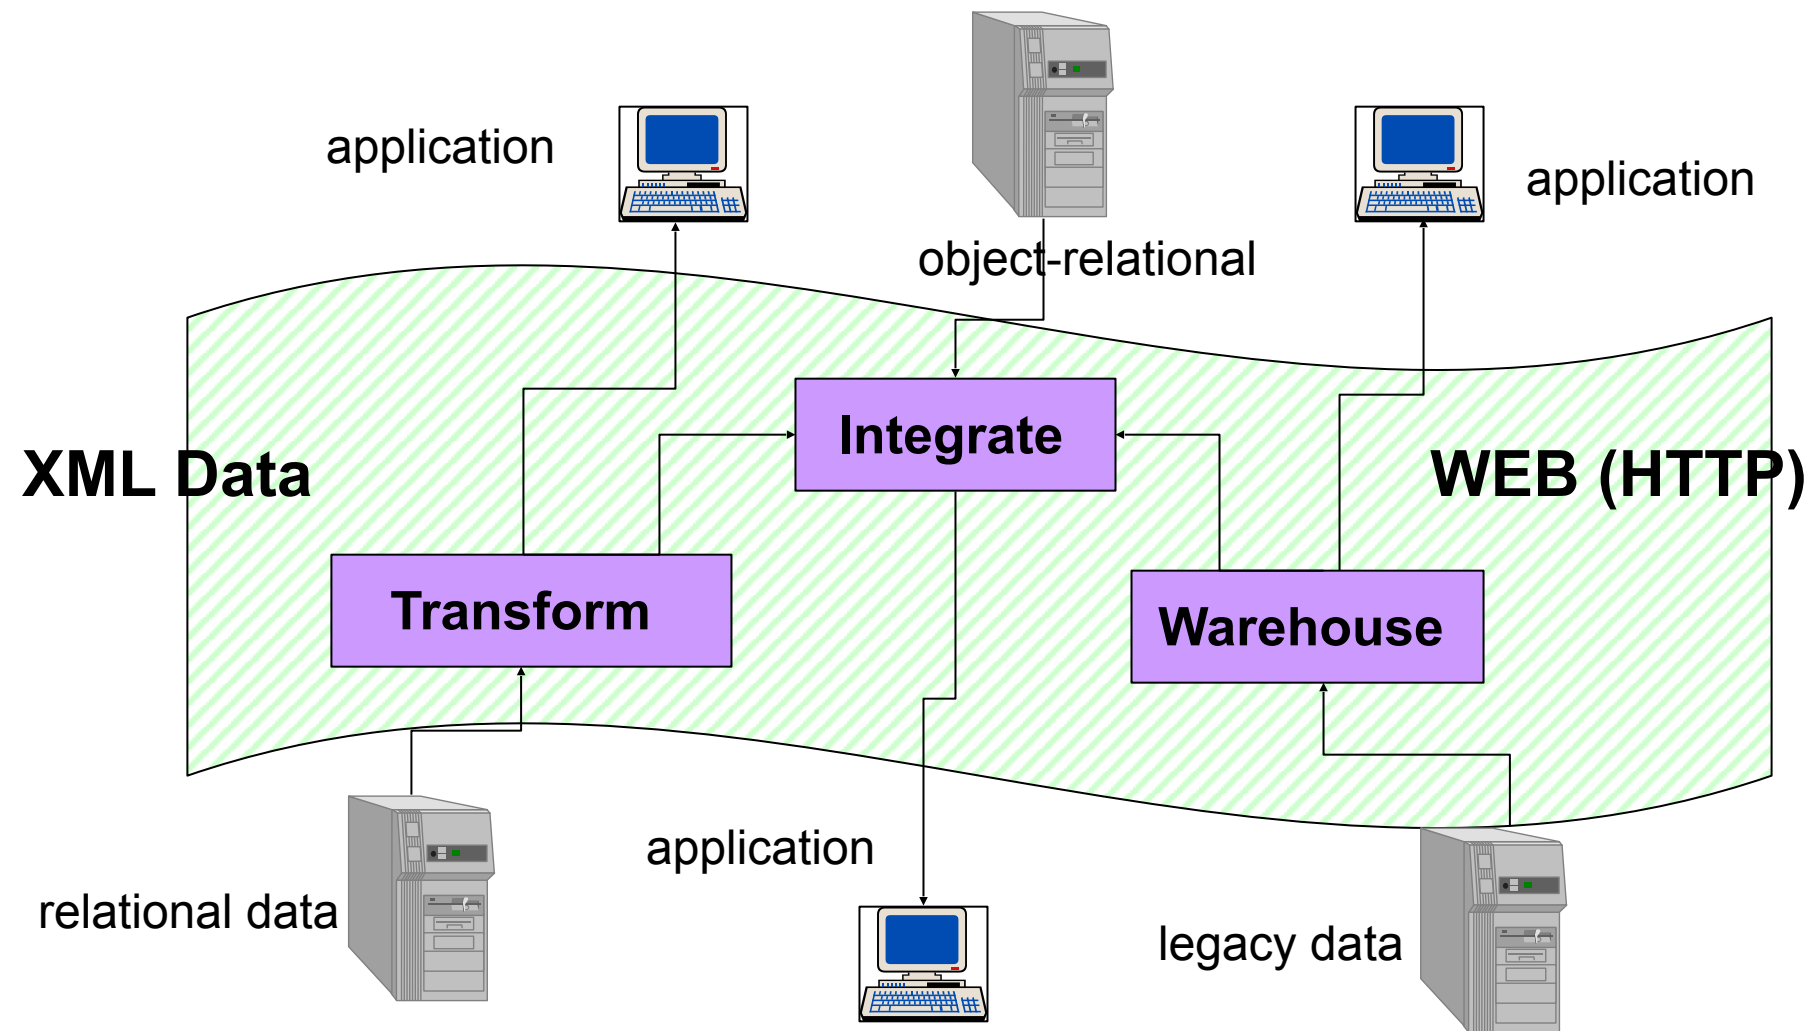 application
application
object-relational
Integrate
XML Data
WEB (HTTP)
Transform
Warehouse
application
relational data
legacy data